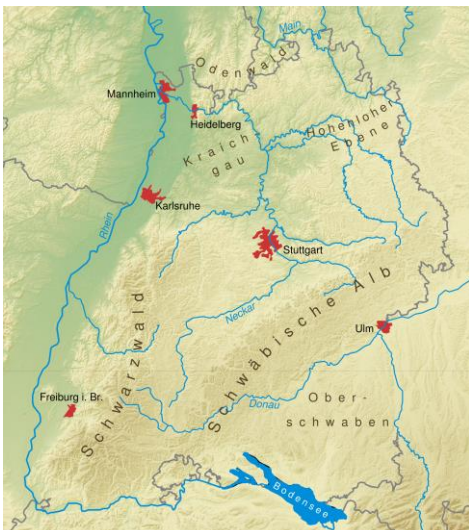 Main
Odenwald
Mannheim
Heidelberg
Hohenloher
Ebene
Kraich-
gau
Karlsruhe
Rhein
Stuttgart
Schwarzwald
Neckar
Schwäbische Alb
Ulm
Freiburg i. Br.
Donau
Ober-
schwaben
Bodensee